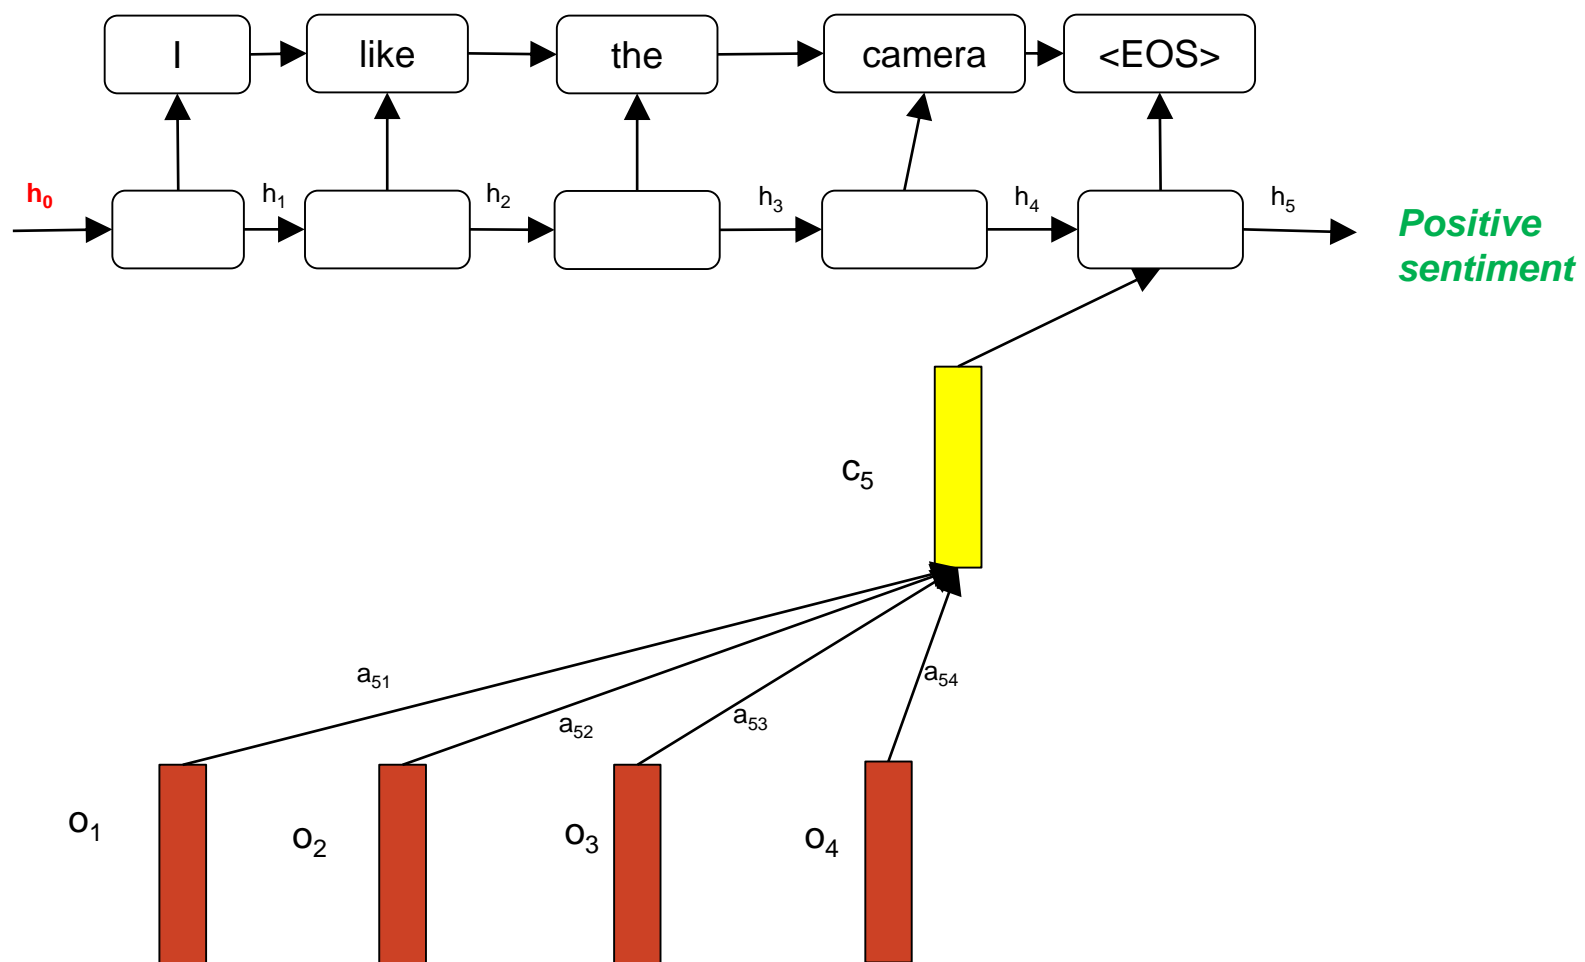 I like the camera <EOS>
h0 h1 h2 h3 h4 h5
Positive
sentiment
c5
a51 a52 a53 a54
o1 o2 o3 o4